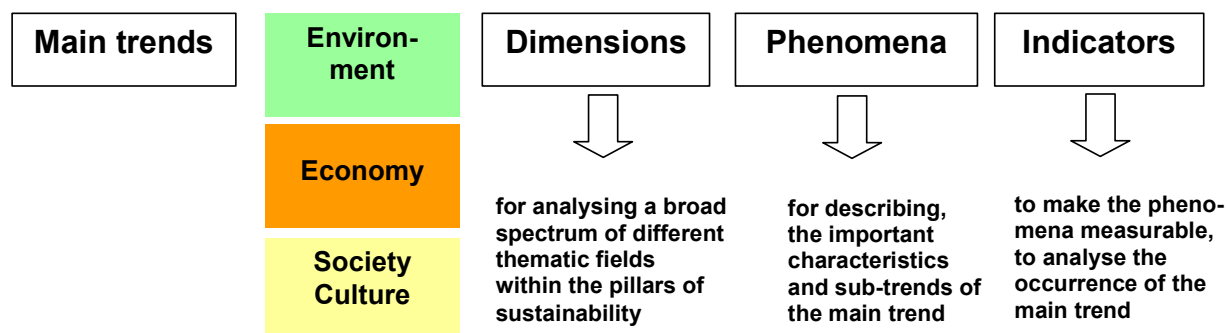 Main trends
Environ-
ment
Economy
Society
Culture
Dimensions
for analysing a broad
spectrum of different
thematic fields
within the pillars of
sustainability
Phenomena
for describing,
the important
characteristics
and sub-trends of
the main trend
Indicators
to make the pheno-
mena measurable,
to analyse the
occurrence of the
main trend